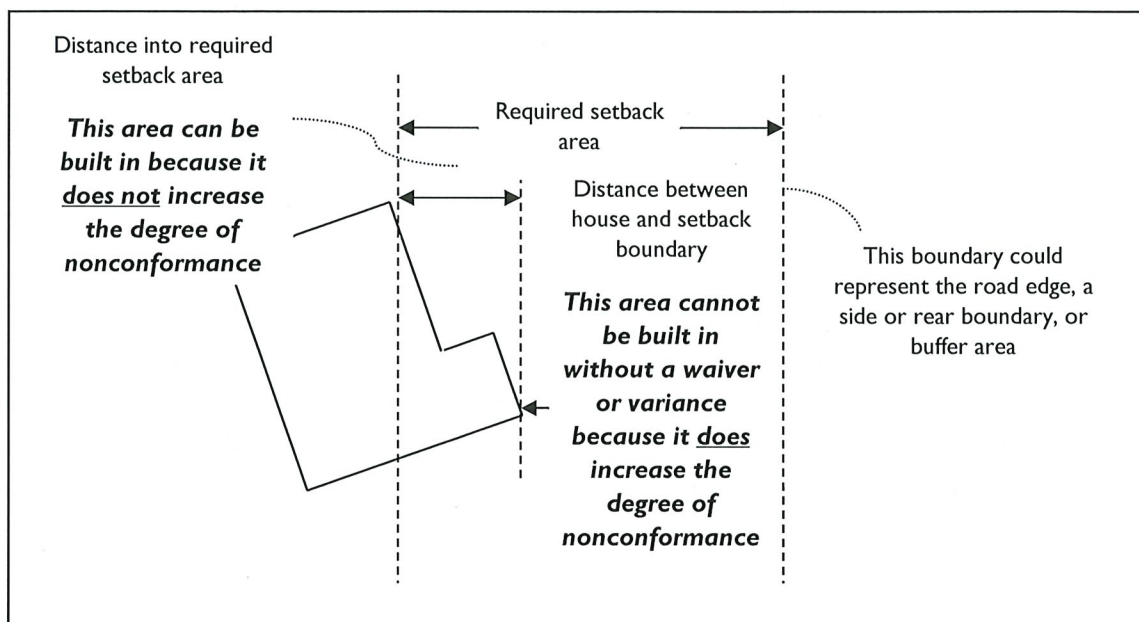 Distance into required
setback area
This area can be
built in because it
does not increase
the degree of
nonconformance
Required setback
area
Distance between
house and setback
boundary
This area cannot
be built in
without a waiver
or variance
because it does
increase the
degree of
nonconformance
This boundary could
represent the road edge, a
side or rear boundary, or
buffer area